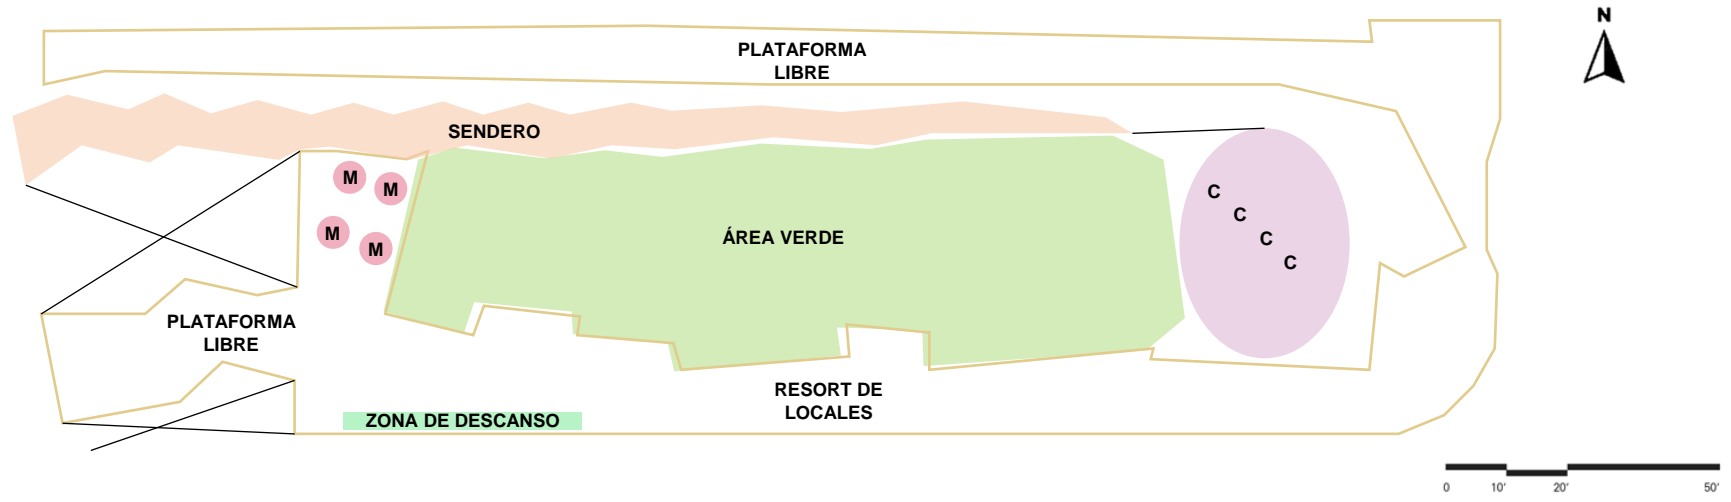 N
PLATAFORMA
LIBRE
SENDERO
M
M
M
M
C
C
C
C
ÁREA VERDE
PLATAFORMA
LIBRE
RESORT DE
LOCALES
ZONA DE DESCANSO
0 10' 20' 50'